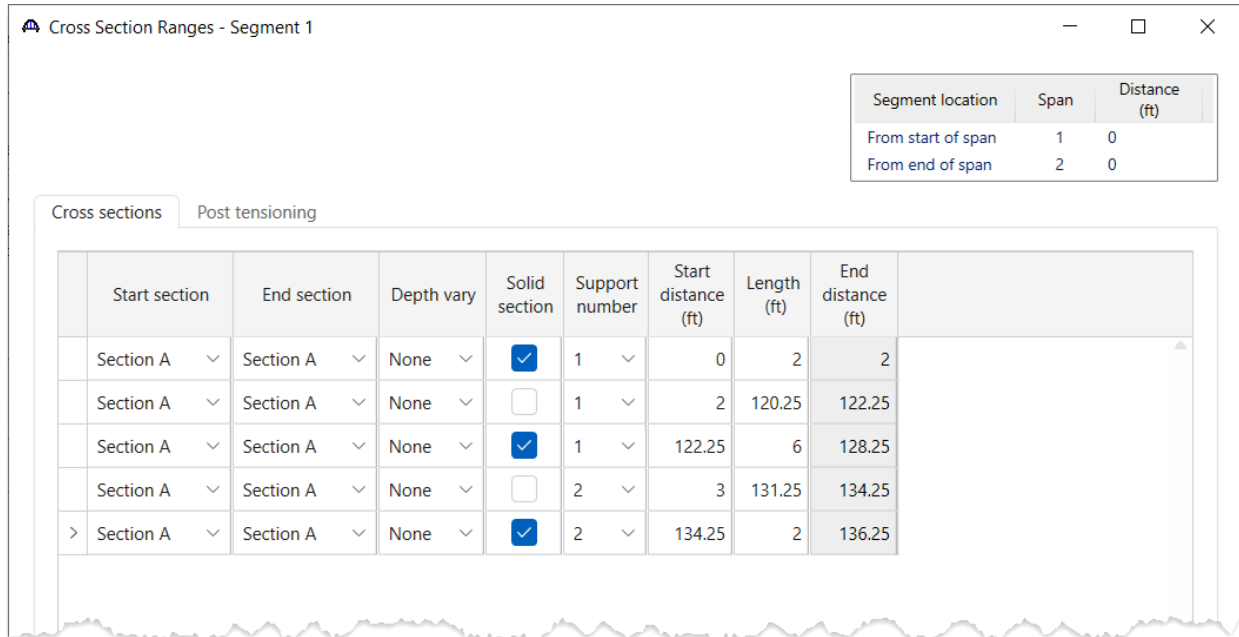 Cross Section Ranges - Segment 1
Segment location Span Distance (ft)
From start of span 1 0
From end of span 2 0
Cross sections Post tensioning
Start section End section Depth vary Solid section Support number Start distance (ft) Length (ft) End distance (ft)
Section A Section A None 1 0 2 2
Section A Section A None 1 2 120.25 122.25
Section A Section A None 1 122.25 6 128.25
Section A Section A None 2 3 131.25 134.25
> Section A Section A None 2 134.25 2 136.25